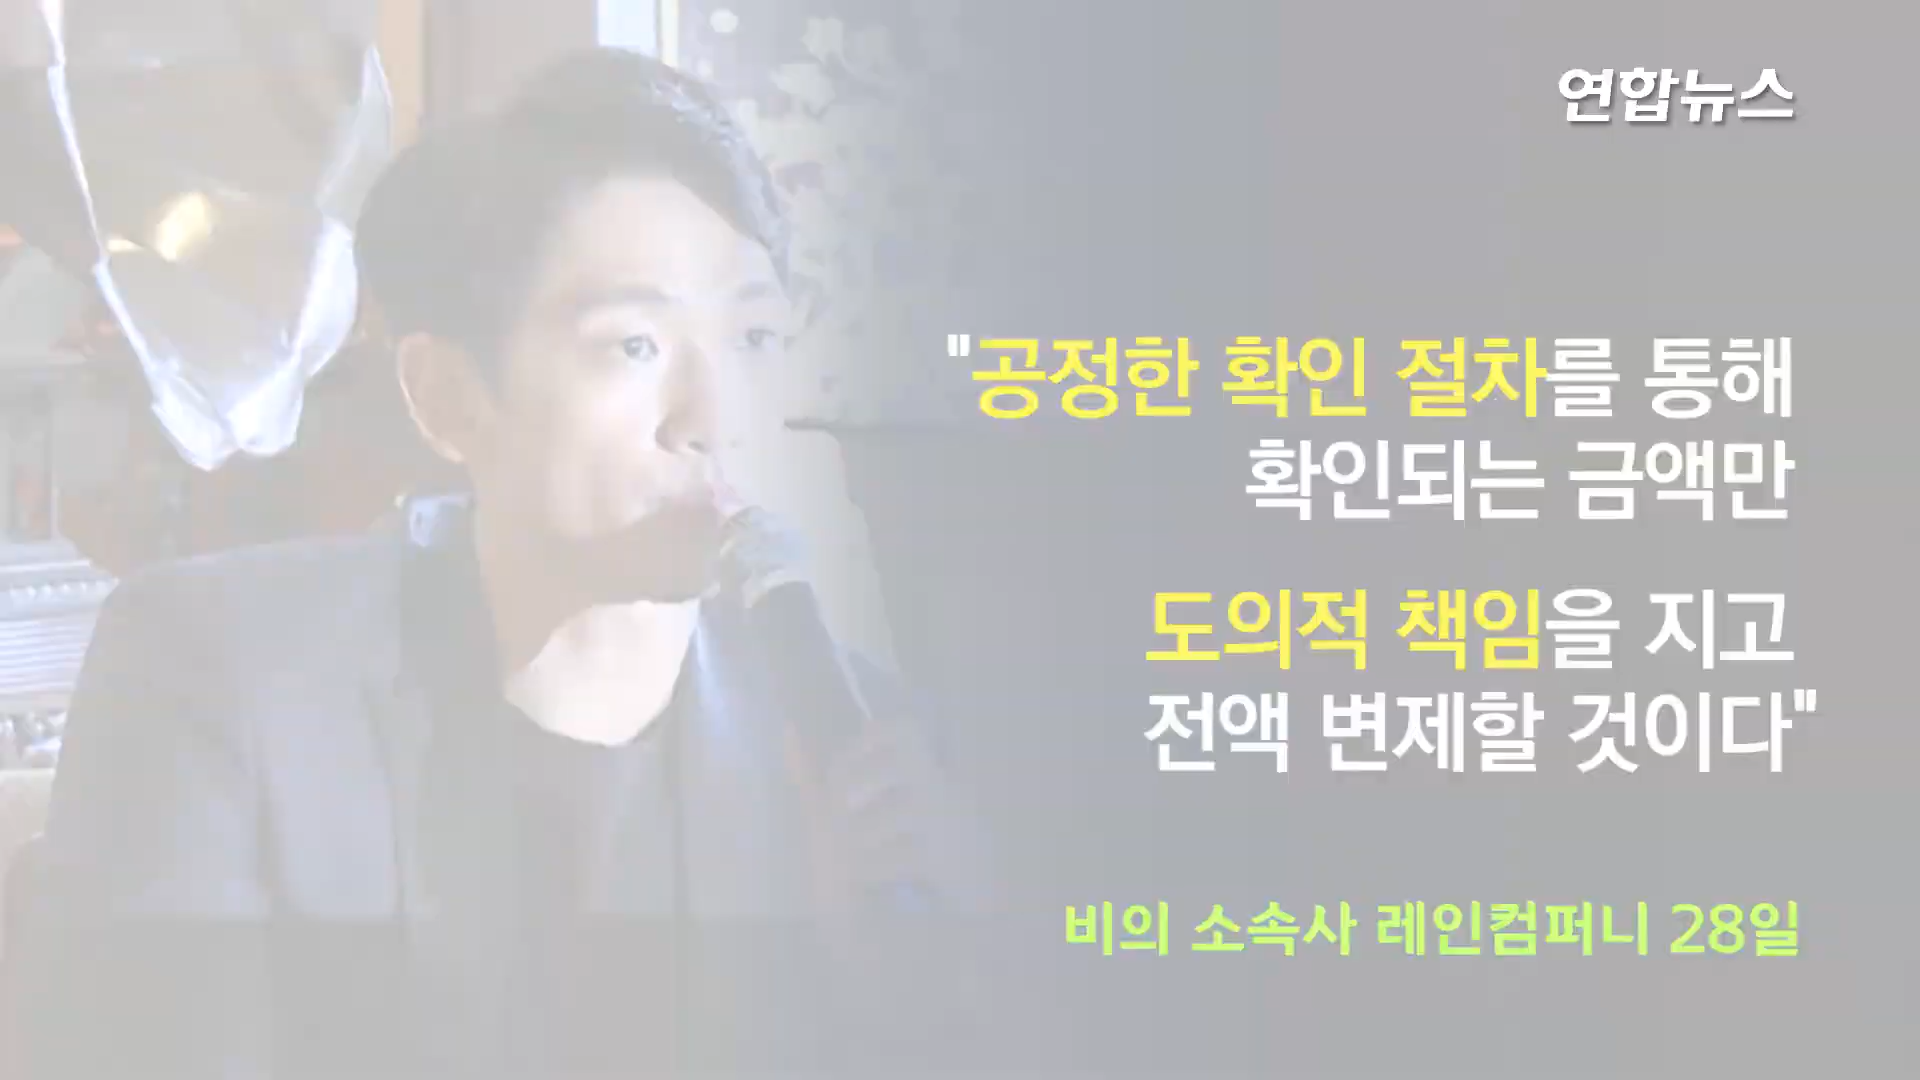 연합뉴스
"공정한 확인 절차를 통해
확인되는 금액만
도의적 책임을 지고
전액 변제할 것이다"
비의 소속사 레인컴퍼니 28일